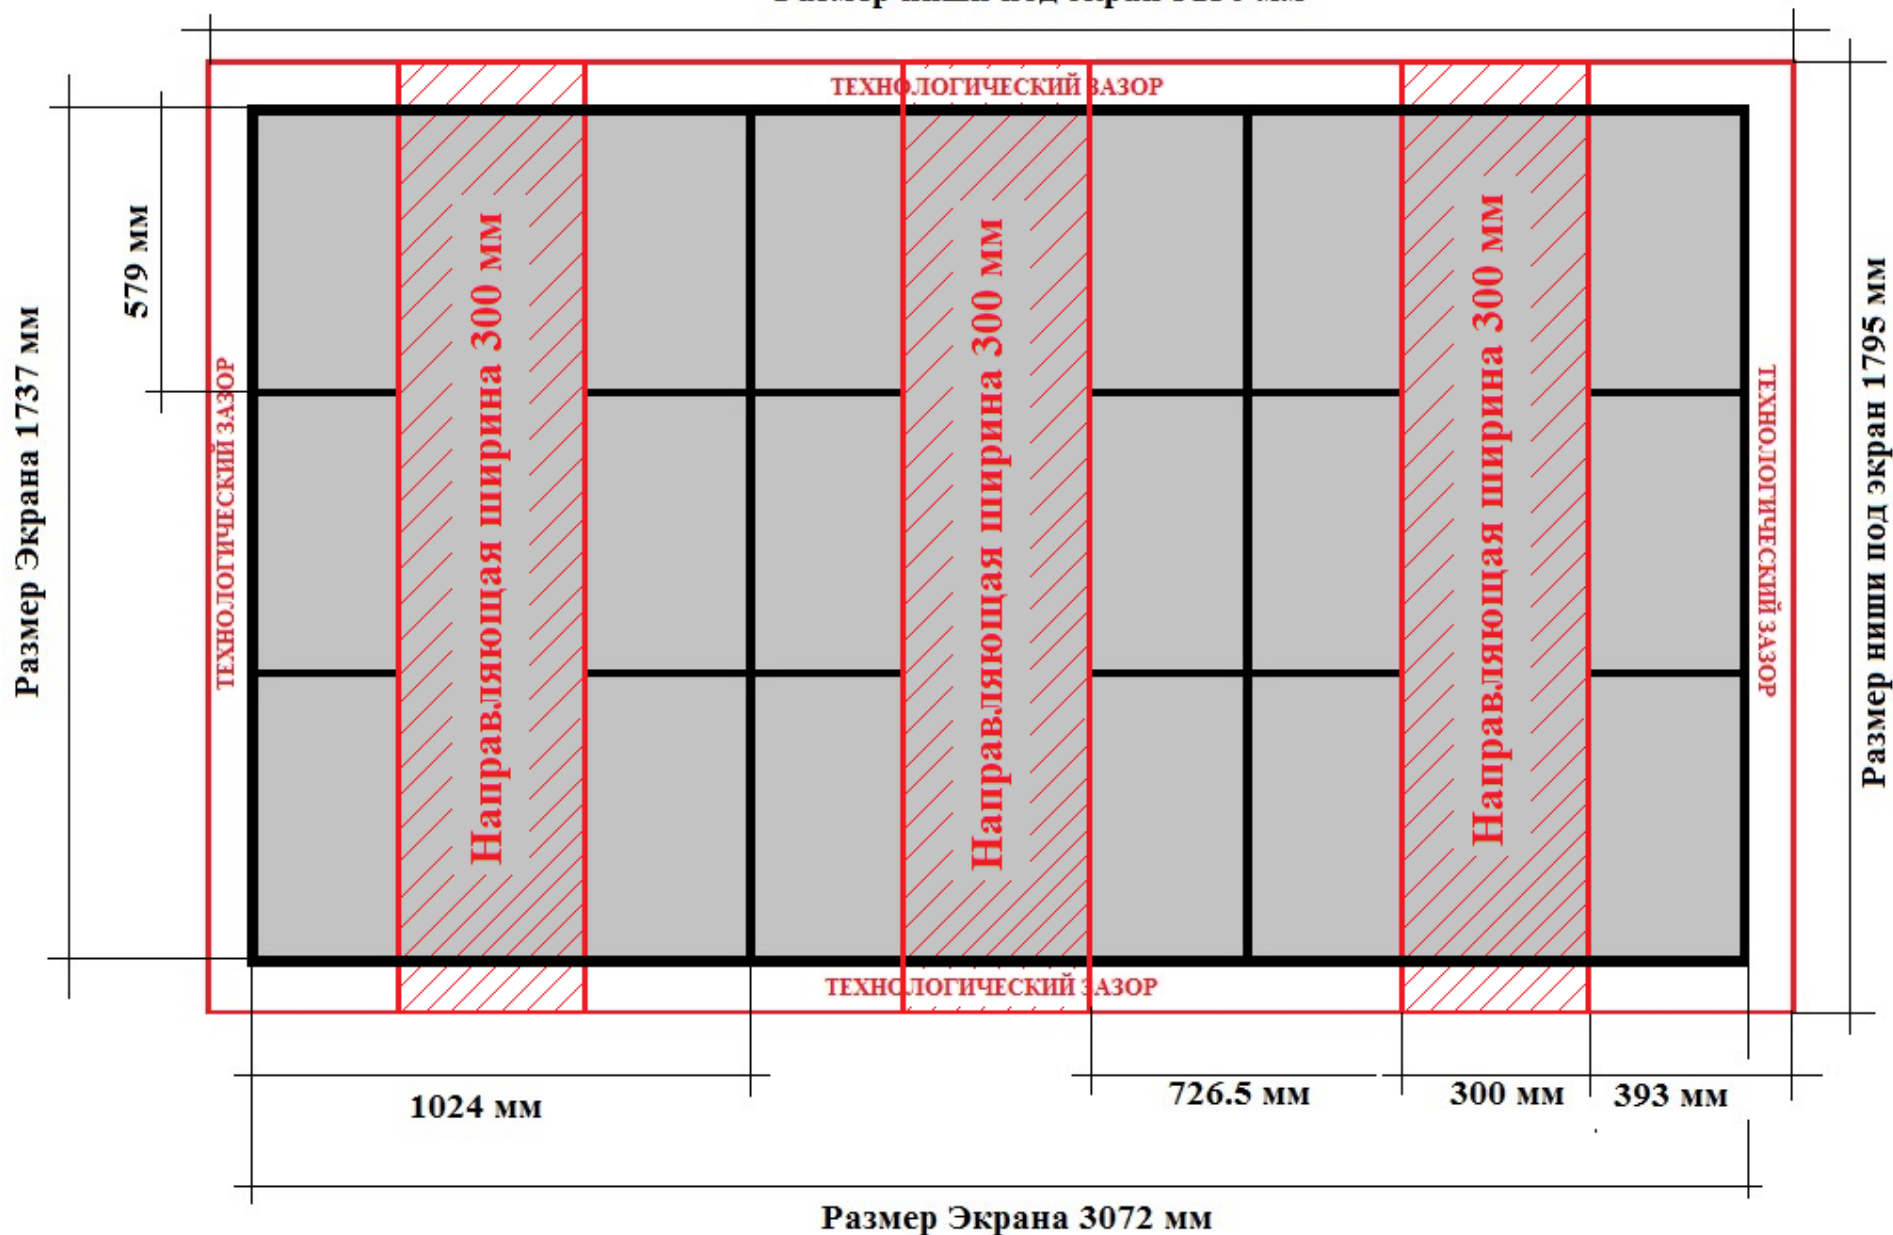 ТЕХНОЛОГИЧЕСКИЙ ЗАЗОР
579 мм
Размер Экрана 1737 мм
ТЕХНОЛОГИЧЕСКИЙ ЗАЗОР
Направляющая ширина 300 мм
Направляющая ширина 300 мм
Направляющая ширина 300 мм
ТЕХНОЛОГИЧЕСКИЙ ЗАЗОР
Размер ниши под экран 1795 мм
ТЕХНОЛОГИЧЕСКИЙ ЗАЗОР
1024 мм
726.5 мм
300 мм
393 мм
Размер Экрана 3072 мм